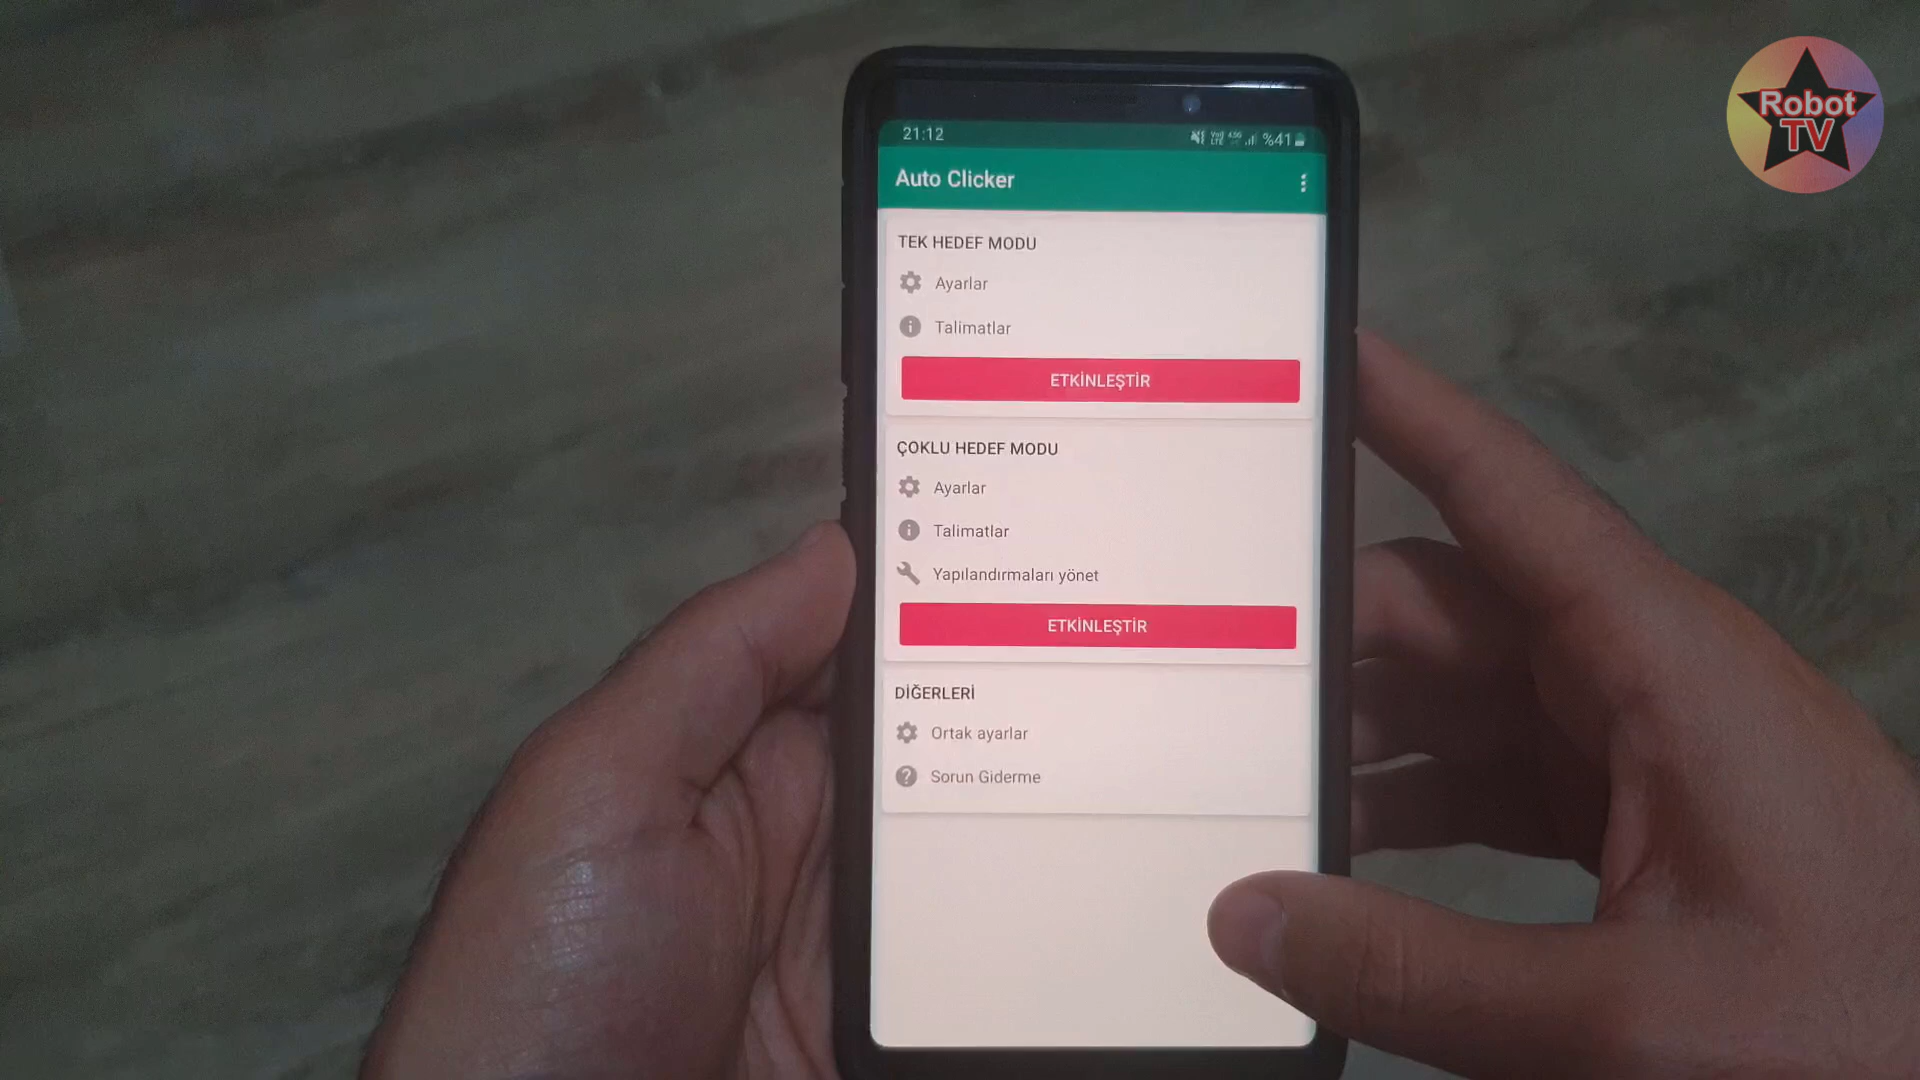 Robot
TV
21:12
%41
Auto Clicker
TEK HEDEF MODU
Ayarlar
Talimatlar
ETKİNLEŞTİR
ÇOKLU HEDEF MODU
Ayarlar
Talimatlar
Yapılandırmaları yönet
ETKİNLEŞTİR
DİĞERLERİ
Ortak ayarlar
Sorun Giderme